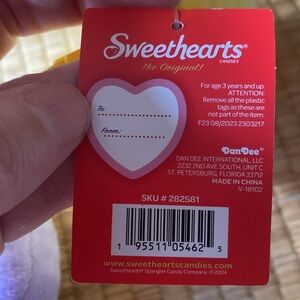 Sweethearts®
CANDIES
The Original!
To:
From:
For age 3 years and up.
ATTENTION:
Remove all the plastic
tags as these are
not part of the item.
F23 08/2023 2303217
DanDee®
DAN DEE INTERNATIONAL, LLC
2232 2ND AVE SOUTH, UNIT C
ST. PETERSBURG, FLORIDA 33712
MADE IN CHINA
V-18102
SKU # 282581
1 95511 05462 5
www.sweetheartscandies.com
Sweethearts® Spangler Candy Company. © 2024